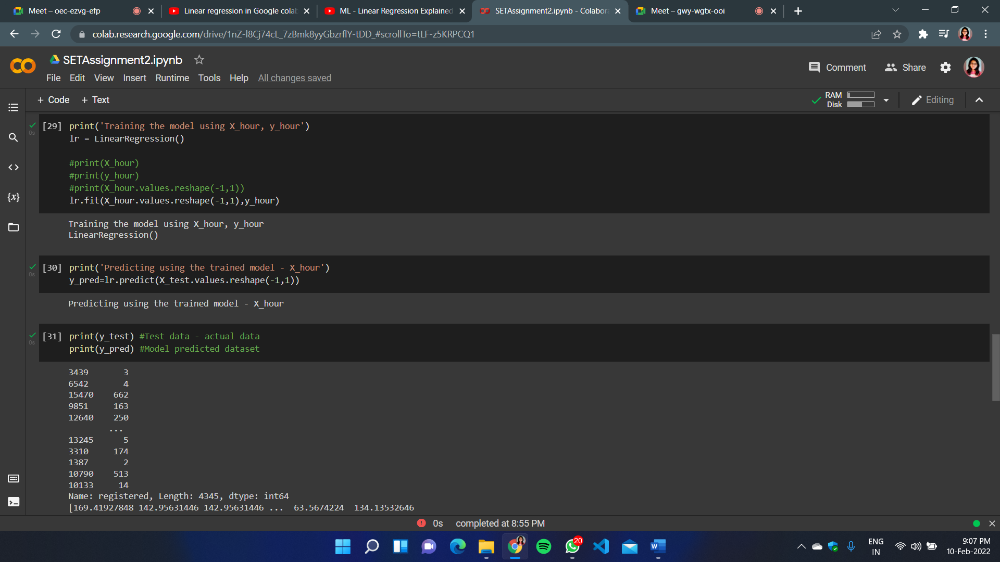 Meet – oec-ezvg-efp
Linear regression in Google colab
ML - Linear Regression Explained
SETAssignment2.ipynb - Colabora
Meet – gwy-wgtx-ooi
colab.research.google.com/drive/1nZ-l8Cj74cL_7zBmk8yyGbzrflY-tDD_#scrollTo=tLF-z5KRPCQ1
SETAssignment2.ipynb
Comment
Share
File Edit View Insert Runtime Tools Help All changes saved
+ Code + Text
RAM
Disk
Editing
0s
[29] print('Training the model using X_hour, y_hour')
lr = LinearRegression()
#print(X_hour)
#print(y_hour)
#print(X_hour.values.reshape(-1,1))
lr.fit(X_hour.values.reshape(-1,1),y_hour)
Training the model using X_hour, y_hour
LinearRegression()
0s
[30] print('Predicting using the trained model - X_hour')
y_pred=lr.predict(X_test.values.reshape(-1,1))
Predicting using the trained model - X_hour
0s
[31] print(y_test) #Test data - actual data
print(y_pred) #Model predicted dataset
3439 3
6542 4
15470 662
9851 163
12640 250
...
13245 5
3310 174
1387 2
10790 513
10133 14
Name: registered, Length: 4345, dtype: int64
[169.41927848 142.95631446 142.95631446 ... 63.5674224 134.13532646
0s completed at 8:55 PM
20
ENG
IN
9:07 PM
10-Feb-2022